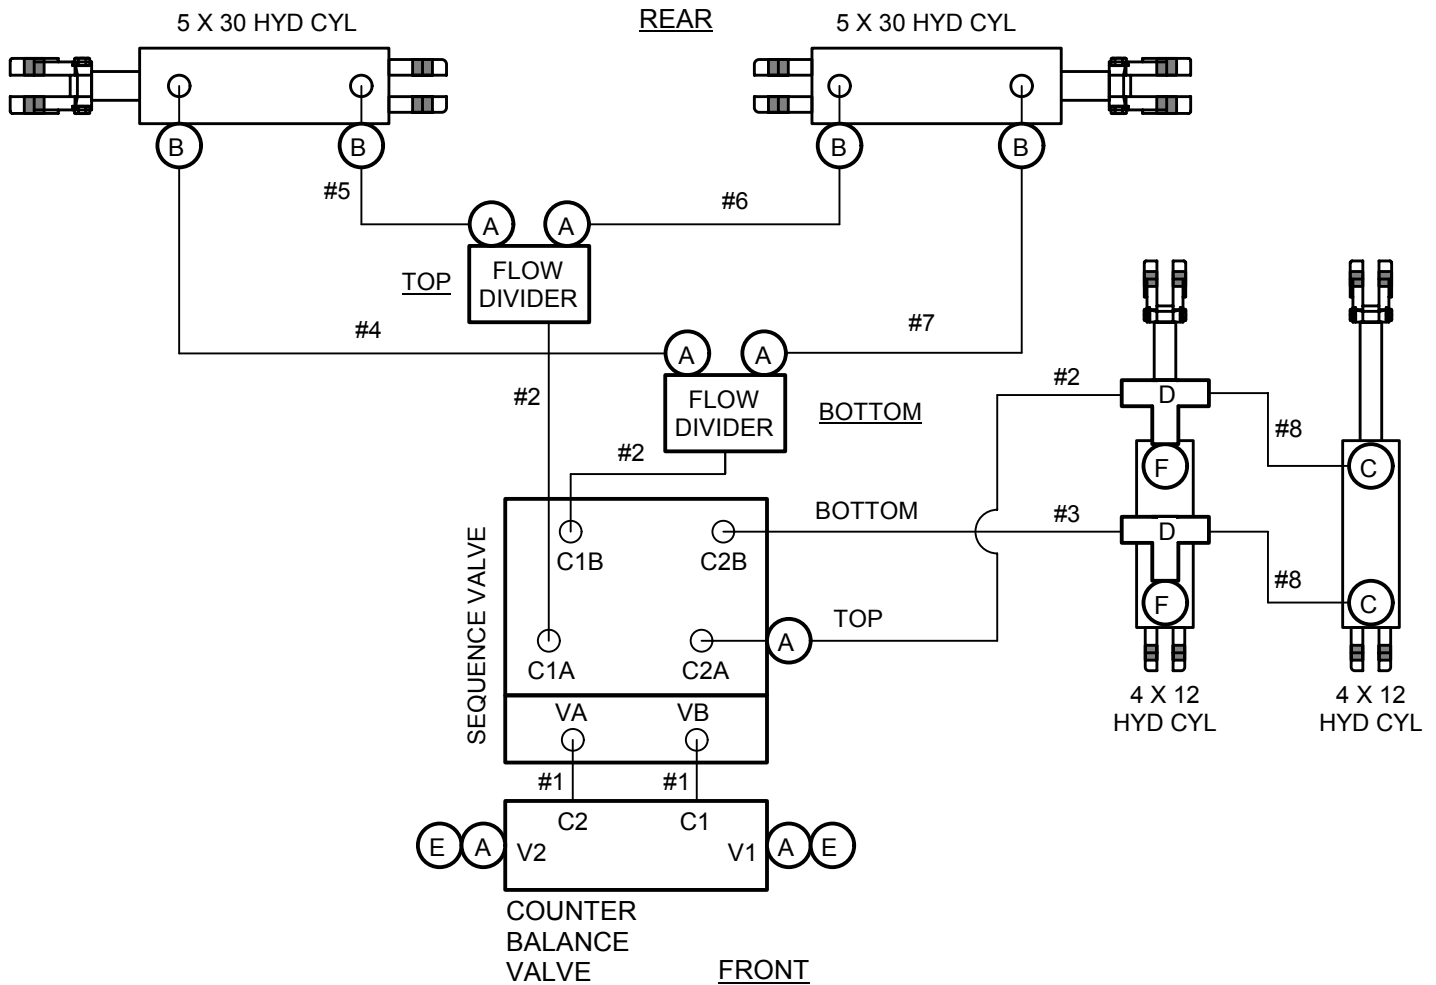 REAR
5 X 30 HYD CYL
5 X 30 HYD CYL
B
B
B
B
#5
#6
A
A
TOP
FLOW
DIVIDER
#4
#7
A
A
#2
FLOW
DIVIDER
BOTTOM
#2
#2
D
#8
F
C
BOTTOM
#3
D
#8
F
C
TOP
A
4 X 12
HYD CYL
4 X 12
HYD CYL
SEQUENCE VALVE
C1B
C2B
C1A
C2A
VA
VB
#1
#1
C2
C1
E
A
V2
V1
A
E
COUNTER
BALANCE
VALVE
FRONT